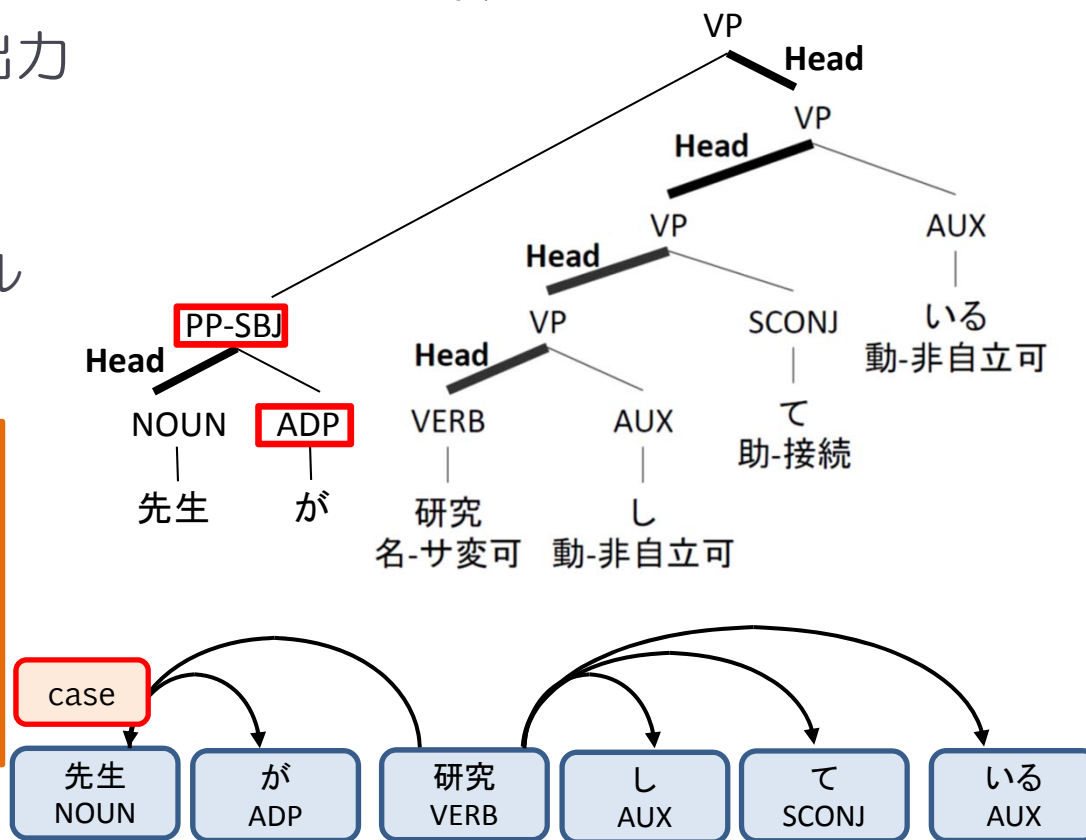 出力
ル
VP
Head
VP
Head
VP
AUX
Head
いる
動-非自立可
PP-SBJ
VP
SCONJ
Head
Head
て
助-接続
NOUN
ADP
VERB
AUX
先生
が
研究
し
名-サ変可
動-非自立可
case
先生
NOUN
が
ADP
研究
VERB
し
AUX
て
SCONJ
いる
AUX